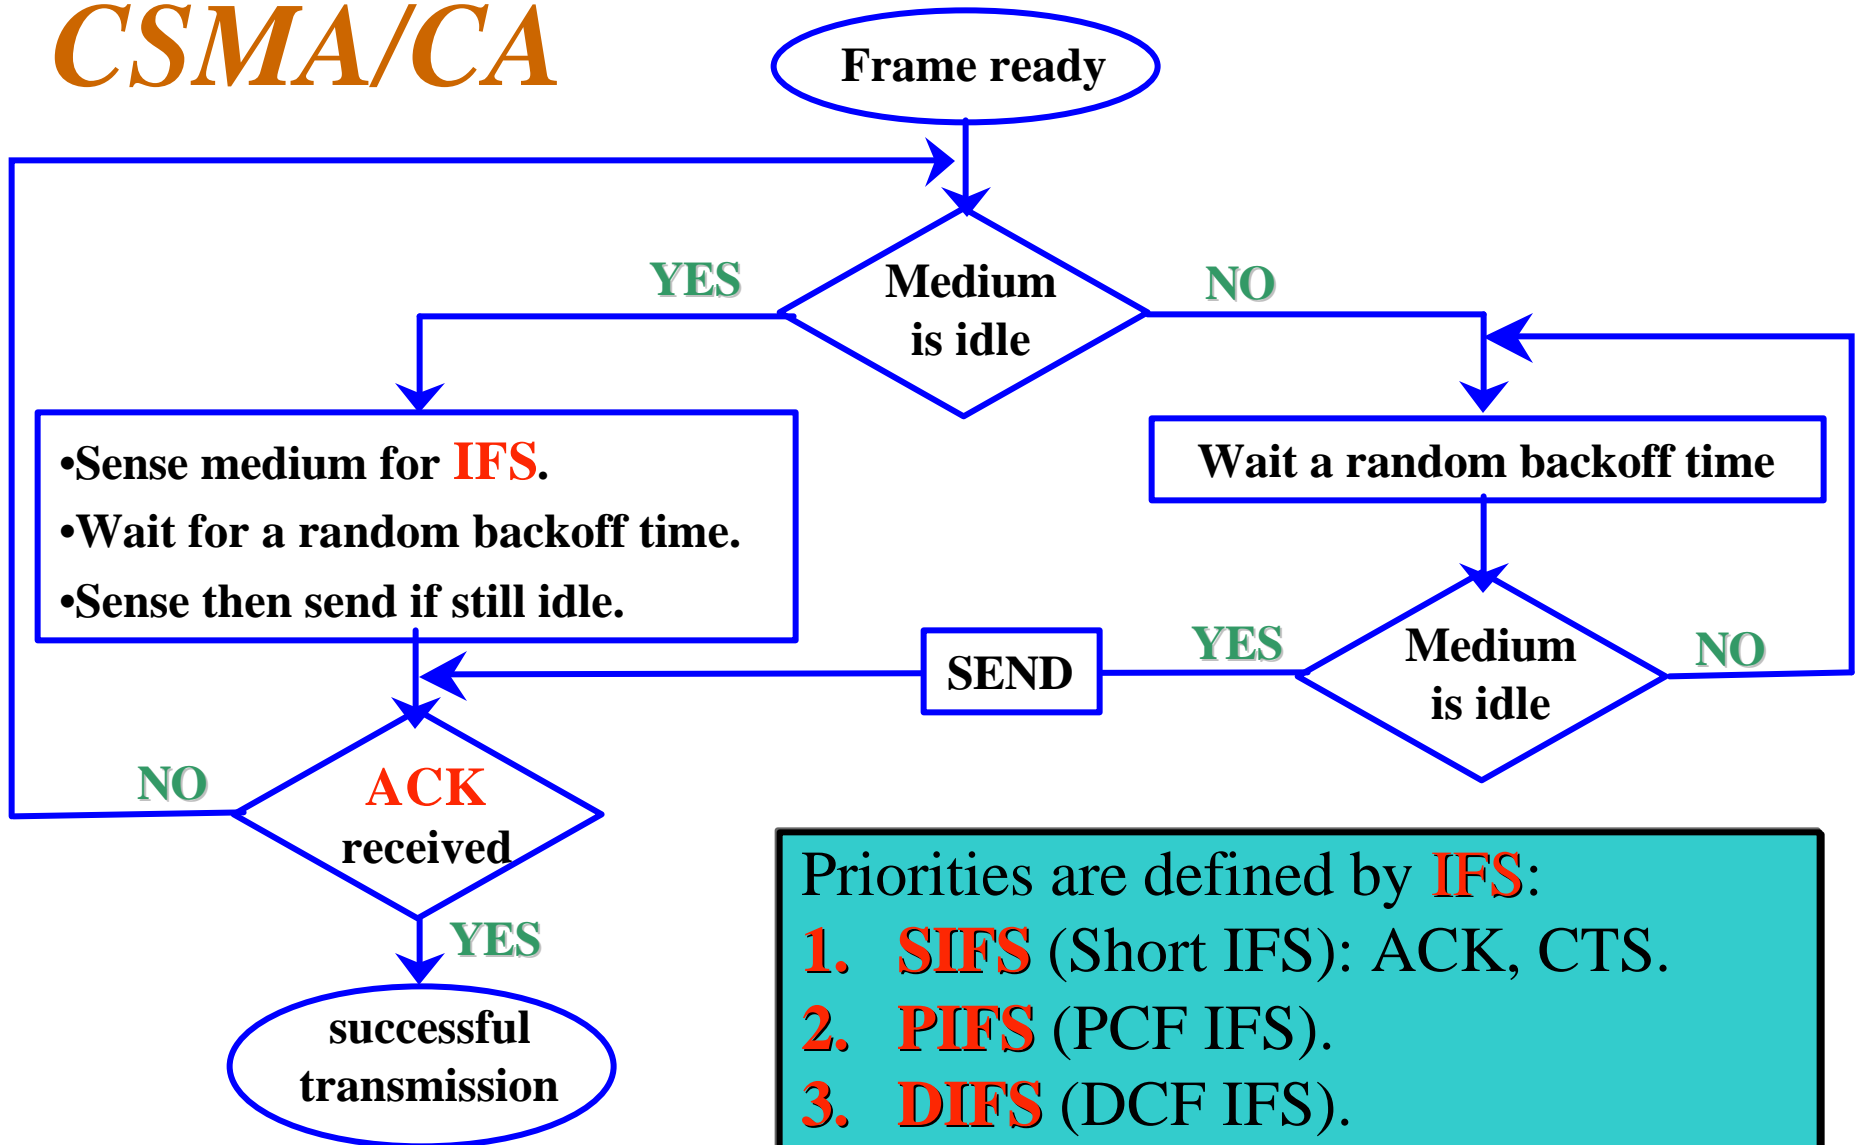 CSMA/CA
Frame ready
YES
Medium
is idle
NO
•Sense medium for IFS.
•Wait for a random backoff time.
•Sense then send if still idle.
Wait a random backoff time
SEND
YES
Medium
is idle
NO
NO
ACK
received
YES
successful
transmission
Priorities are defined by IFS:
1. SIFS (Short IFS): ACK, CTS.
2. PIFS (PCF IFS).
3. DIFS (DCF IFS).